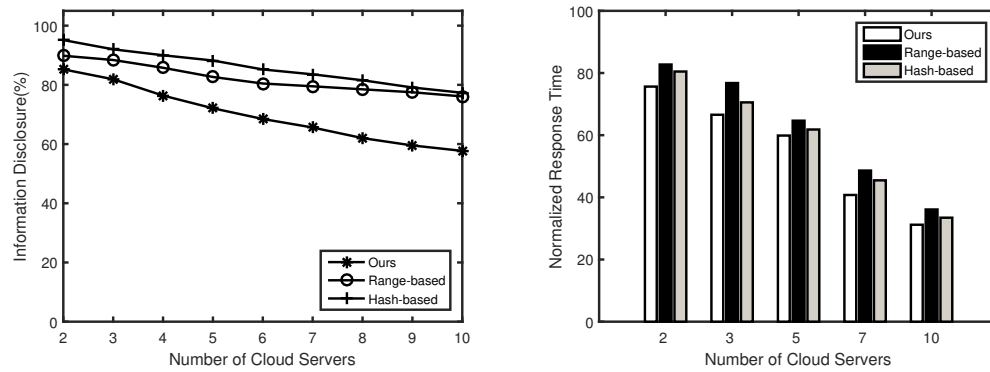 100
80
60
40
20
0
Information Disclosure(%)
2 3 4 5 6 7 8 9 10
Number of Cloud Servers
Ours
Range-based
Hash-based
100
80
60
40
20
0
Normalized Response Time
2 3 5 7 10
Number of Cloud Servers
Ours
Range-based
Hash-based